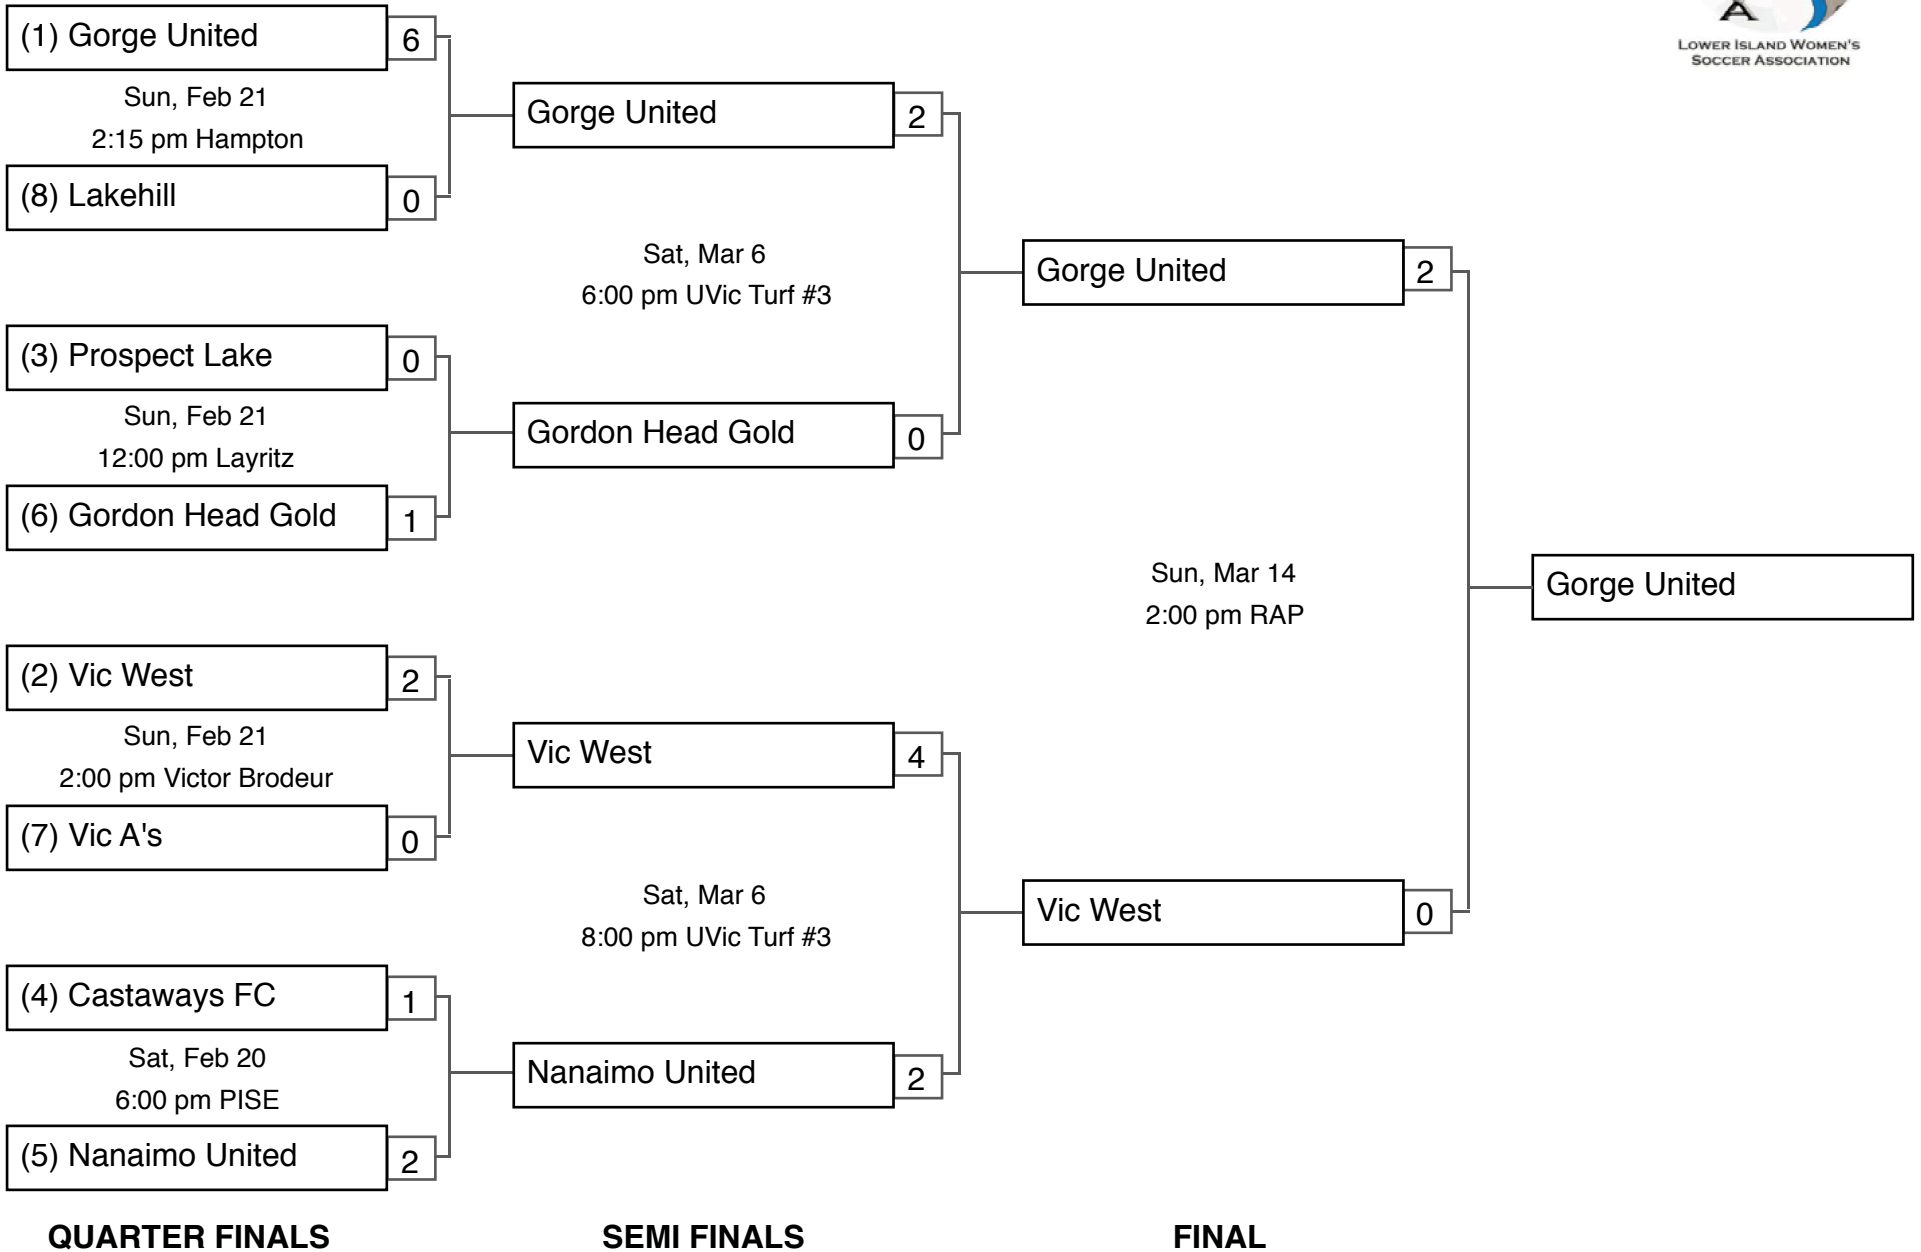 (1) Gorge United 6
Sun, Feb 21
2:15 pm Hampton
(8) Lakehill 0
(3) Prospect Lake 0
Sun, Feb 21
12:00 pm Layritz
(6) Gordon Head Gold 1
(2) Vic West 2
Sun, Feb 21
2:00 pm Victor Brodeur
(7) Vic A's 0
(4) Castaways FC 1
Sat, Feb 20
6:00 pm PISE
(5) Nanaimo United 2
QUARTER FINALS
Gorge United 2
Sat, Mar 6
6:00 pm UVic Turf #3
Gordon Head Gold 0
Vic West 4
Sat, Mar 6
8:00 pm UVic Turf #3
Nanaimo United 2
SEMI FINALS
Gorge United 2
Sun, Mar 14
2:00 pm RAP
Vic West 0
FINAL
Gorge United
A
LOWER ISLAND WOMEN'S
SOCCER ASSOCIATION